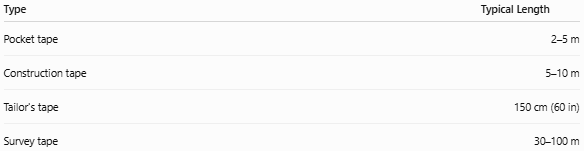 Type Typical Length
Pocket tape 2–5 m
Construction tape 5–10 m
Tailor's tape 150 cm (60 in)
Survey tape 30–100 m